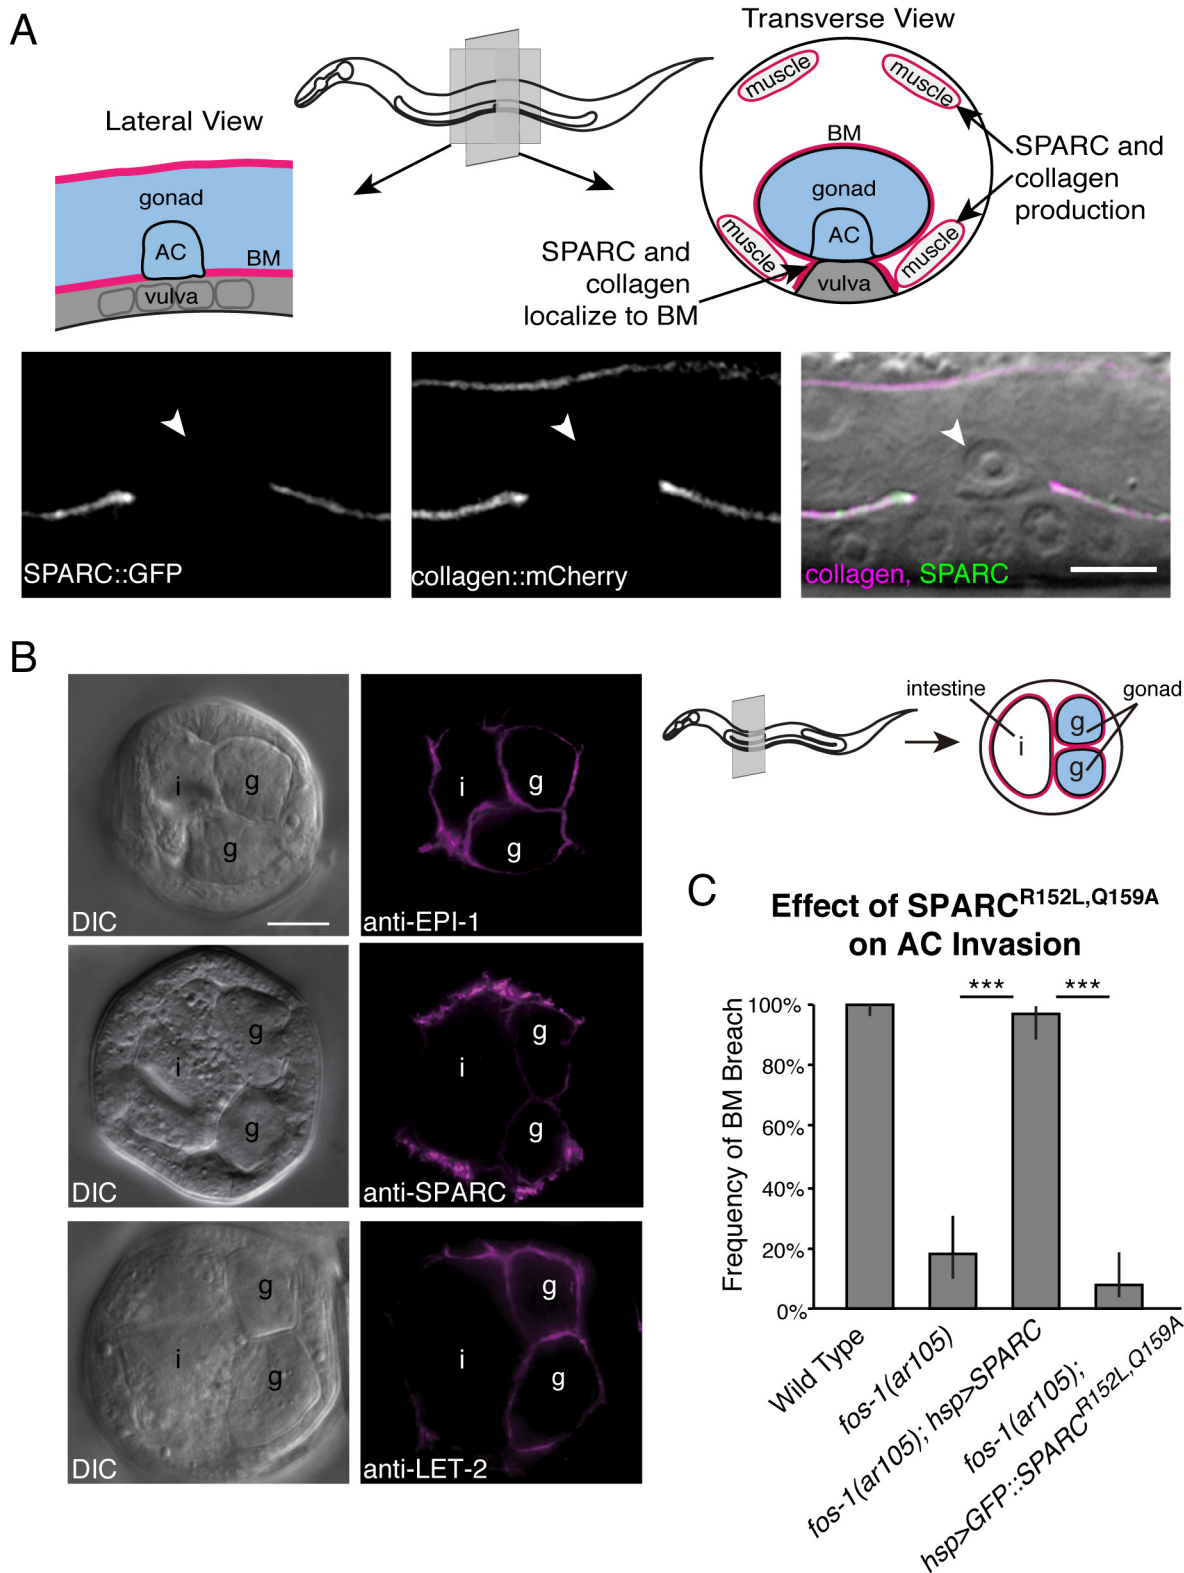 A
Transverse View
Lateral View
muscle
muscle
BM
gonad
AC
muscle
muscle
vulva
SPARC and
collagen
production
SPARC and
collagen
localize to BM
gonad
AC
BM
vulva
SPARC::GFP
collagen::mCherry
collagen, SPARC
B
i
g
g
DIC
i
g
g
anti-EPI-1
intestine
gonad
i
g
g
g
i
g
DIC
g
i
g
anti-SPARC
g
i
g
DIC
g
i
g
anti-LET-2
C
Effect of SPARCR152L,Q159A
on AC Invasion
*** ***
Frequency of BM Breach
100%
80%
60%
40%
20%
0%
Wild Type
fos-1(ar105)
fos-1(ar105); hsp>SPARC
fos-1(ar105);
hsp>GFP::SPARCR152L,Q159A